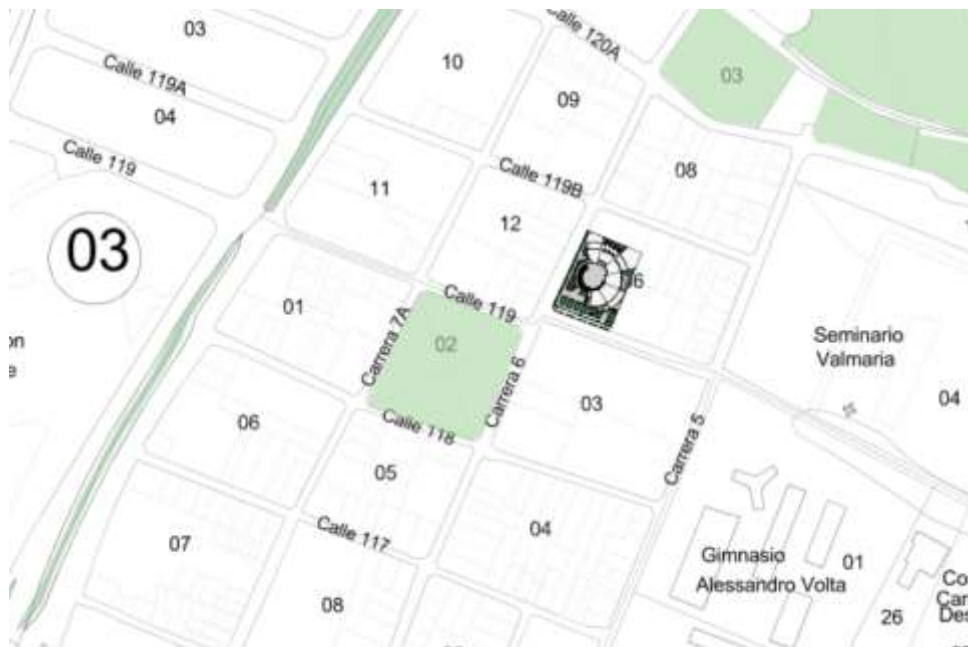 Calle 120A
03
10
03
Calle 119A
09
04
Calle 119
08
11
Calle 119B
12
03
06
Calle 119
01
Seminario
Valmaria
02
Carrera 7A
Carrera 6
03
04
Calle 118
06
Carrera 5
05
04
Calle 117
07
Gimnasio
Alessandro Volta
01
08
26